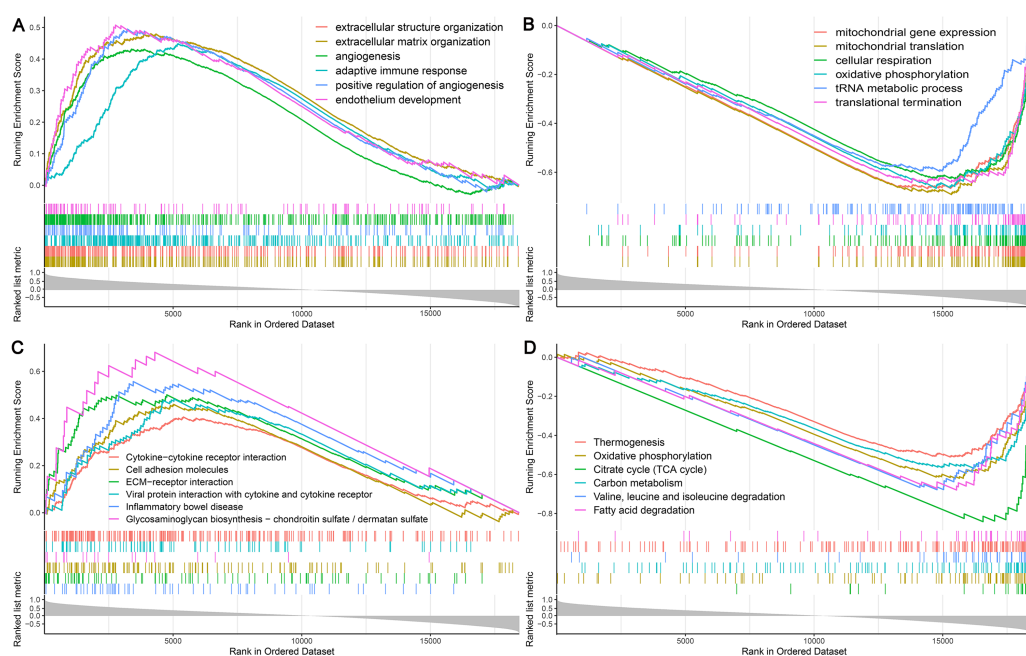 A
extracellular structure organization
extracellular matrix organization
angiogenesis
adaptive immune response
positive regulation of angiogenesis
endothelium development
Running Enrichment Score
0.5
0.4
0.3
0.2
0.1
0.0
Ranked list metric
1.0
0.5
0.0
−0.5
5000
10000
15000
Rank in Ordered Dataset
B
mitochondrial gene expression
mitochondrial translation
cellular respiration
oxidative phosphorylation
tRNA metabolic process
translational termination
Running Enrichment Score
0.0
−0.2
−0.4
−0.6
Ranked list metric
1.0
0.5
0.0
−0.5
5000
10000
15000
Rank in Ordered Dataset
C
Cytokine−cytokine receptor interaction
Cell adhesion molecules
ECM−receptor interaction
Viral protein interaction with cytokine and cytokine receptor
Inflammatory bowel disease
Glycosaminoglycan biosynthesis − chondroitin sulfate / dermatan sulfate
Running Enrichment Score
0.6
0.4
0.2
0.0
Ranked list metric
1.0
0.5
0.0
−0.5
5000
10000
15000
Rank in Ordered Dataset
D
Thermogenesis
Oxidative phosphorylation
Citrate cycle (TCA cycle)
Carbon metabolism
Valine, leucine and isoleucine degradation
Fatty acid degradation
Running Enrichment Score
0.0
−0.2
−0.4
−0.6
−0.8
Ranked list metric
1.0
0.5
0.0
−0.5
5000
10000
15000
Rank in Ordered Dataset